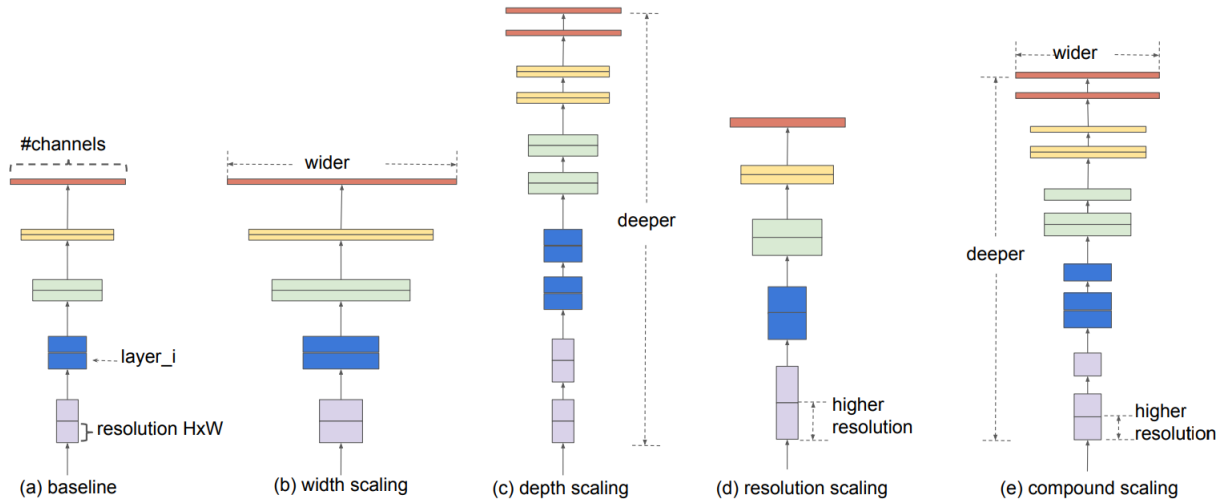 #channels
layer_i
resolution HxW
(a) baseline
wider
(b) width scaling
deeper
(c) depth scaling
higher
resolution
(d) resolution scaling
wider
deeper
higher
resolution
(e) compound scaling